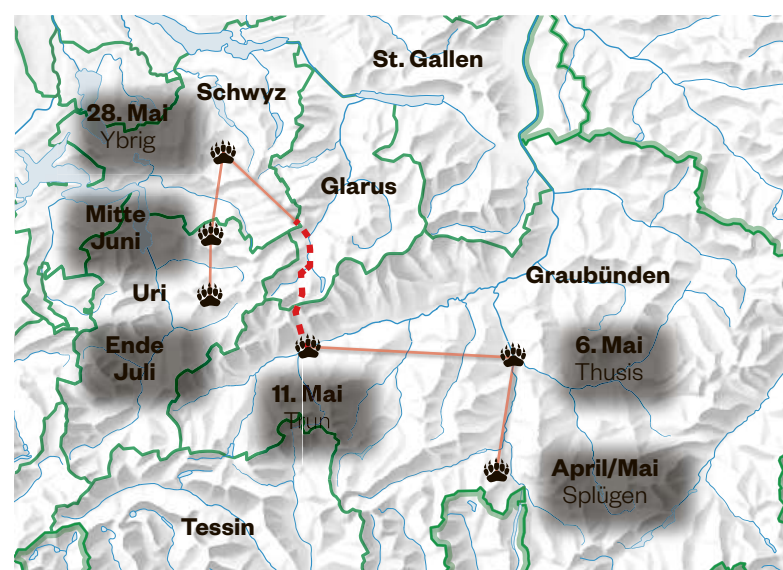 St. Gallen
Schwyz
28. Mai
Ybrig
Glarus
Mitte
Juni
Uri
Graubünden
Ende
Juli
6. Mai
Thusis
11. Mai
Trun
April/Mai
Splügen
Tessin